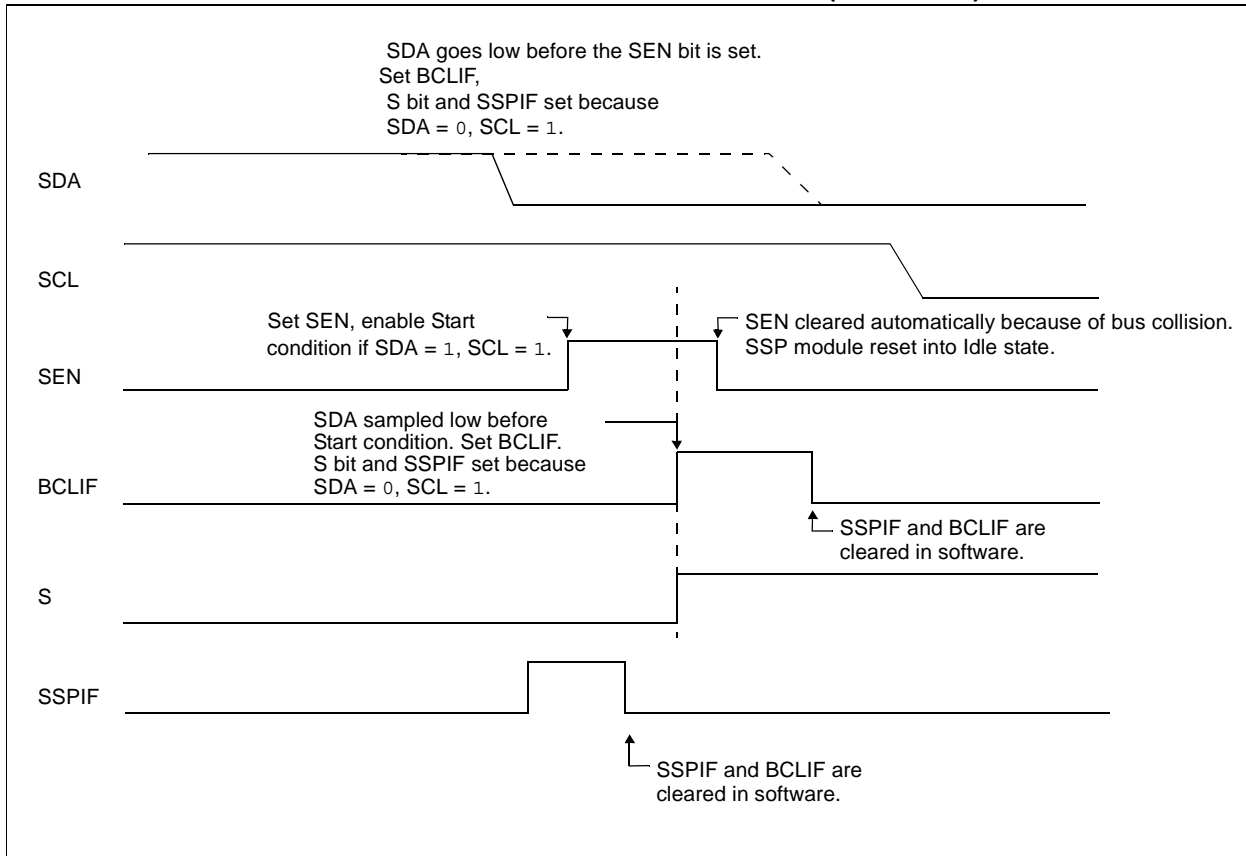 SDA goes low before the SEN bit is set.
Set BCLIF,
S bit and SSPIF set because
SDA = 0, SCL = 1.
SDA
SCL
Set SEN, enable Start
condition if SDA = 1, SCL = 1.
SEN cleared automatically because of bus collision.
SSP module reset into Idle state.
SEN
SDA sampled low before
Start condition. Set BCLIF.
S bit and SSPIF set because
SDA = 0, SCL = 1.
BCLIF
SSPIF and BCLIF are
cleared in software.
S
SSPIF
SSPIF and BCLIF are
cleared in software.